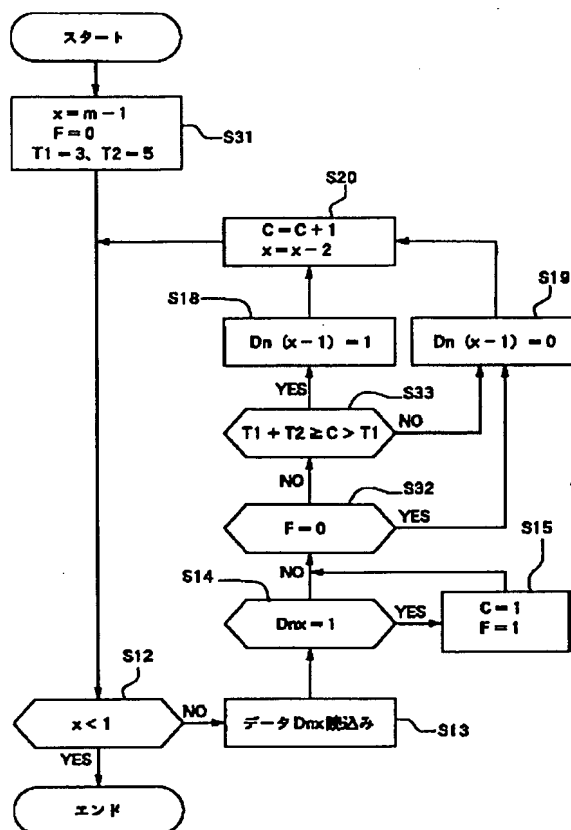 スタート
x=m-1
F=0
T1=3、T2=5
S31
S20
C=C+1
x=x-2
S18
S19
Dn (x-1) =1
Dn (x-1) =0
YES
S33
T1+T2≧C>T1
NO
NO
S32
F=0
YES
S15
S14
NO
Dnx=1
YES
C=1
F=1
S12
x<1
NO
データDnx読込み
S13
YES
エンド